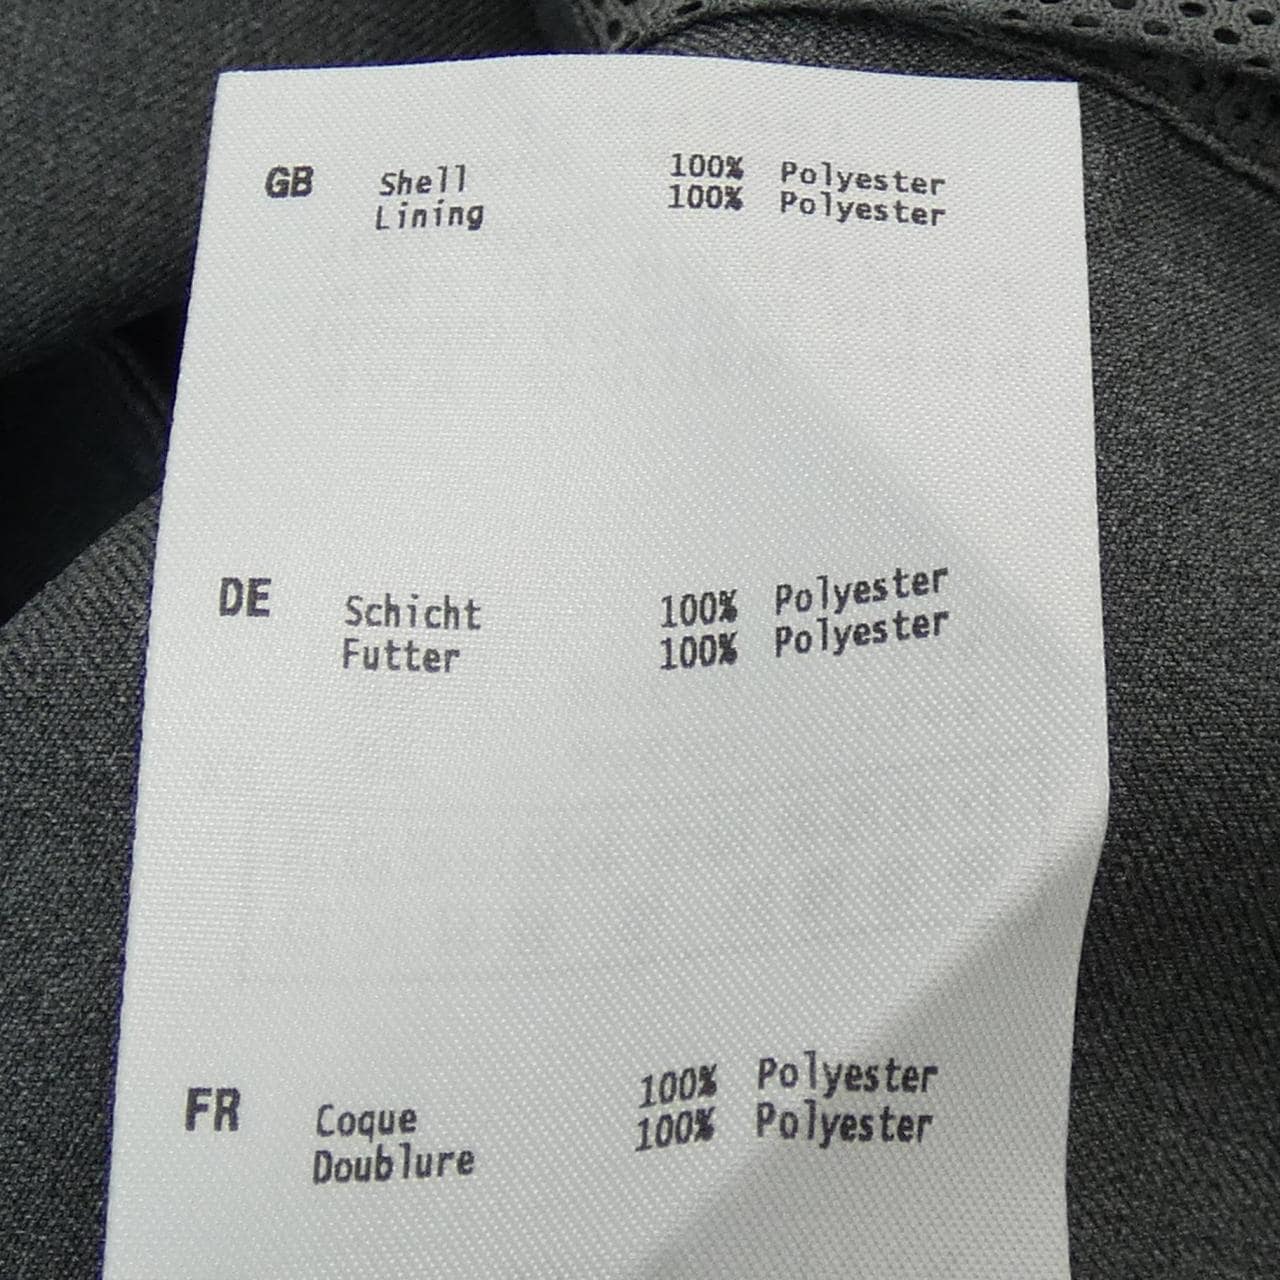 GB Shell 100% Polyester
Lining 100% Polyester
DE Schicht 100% Polyester
Futter 100% Polyester
FR Coque 100% Polyester
Doublure 100% Polyester